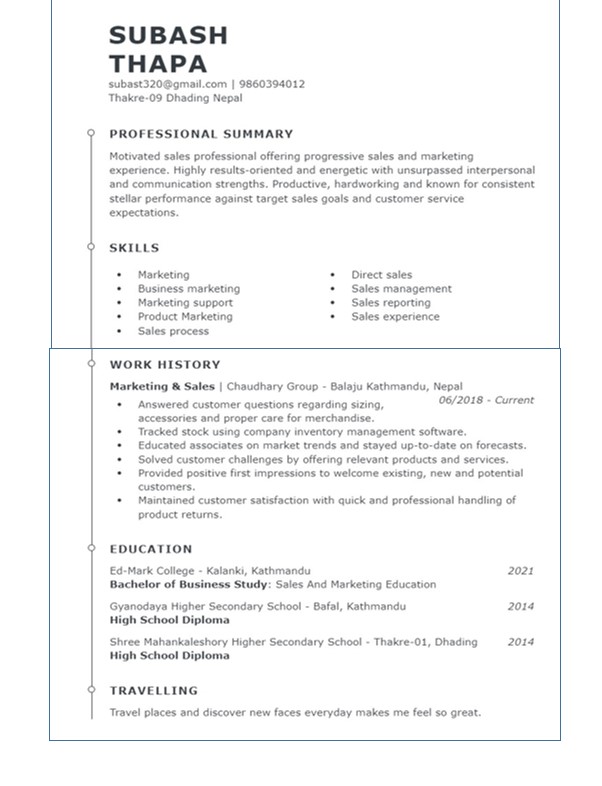 SUBASH
THAPA
subast320@gmail.com | 9860394012
Thakre-09 Dhading Nepal
PROFESSIONAL SUMMARY
Motivated sales professional offering progressive sales and marketing
experience. Highly results-oriented and energetic with unsurpassed interpersonal
and communication strengths. Productive, hardworking and known for consistent
stellar performance against target sales goals and customer service
expectations.
SKILLS
• Marketing
• Business marketing
• Marketing support
• Product Marketing
• Sales process
• Direct sales
• Sales management
• Sales reporting
• Sales experience
WORK HISTORY
Marketing & Sales | Chaudhary Group - Balaju Kathmandu, Nepal
06/2018 - Current
• Answered customer questions regarding sizing,
accessories and proper care for merchandise.
• Tracked stock using company inventory management software.
• Educated associates on market trends and stayed up-to-date on forecasts.
• Solved customer challenges by offering relevant products and services.
• Provided positive first impressions to welcome existing, new and potential
customers.
• Maintained customer satisfaction with quick and professional handling of
product returns.
EDUCATION
Ed-Mark College - Kalanki, Kathmandu 2021
Bachelor of Business Study: Sales And Marketing Education
Gyanodaya Higher Secondary School - Bafal, Kathmandu 2014
High School Diploma
Shree Mahankaleshory Higher Secondary School - Thakre-01, Dhading 2014
High School Diploma
TRAVELLING
Travel places and discover new faces everyday makes me feel so great.